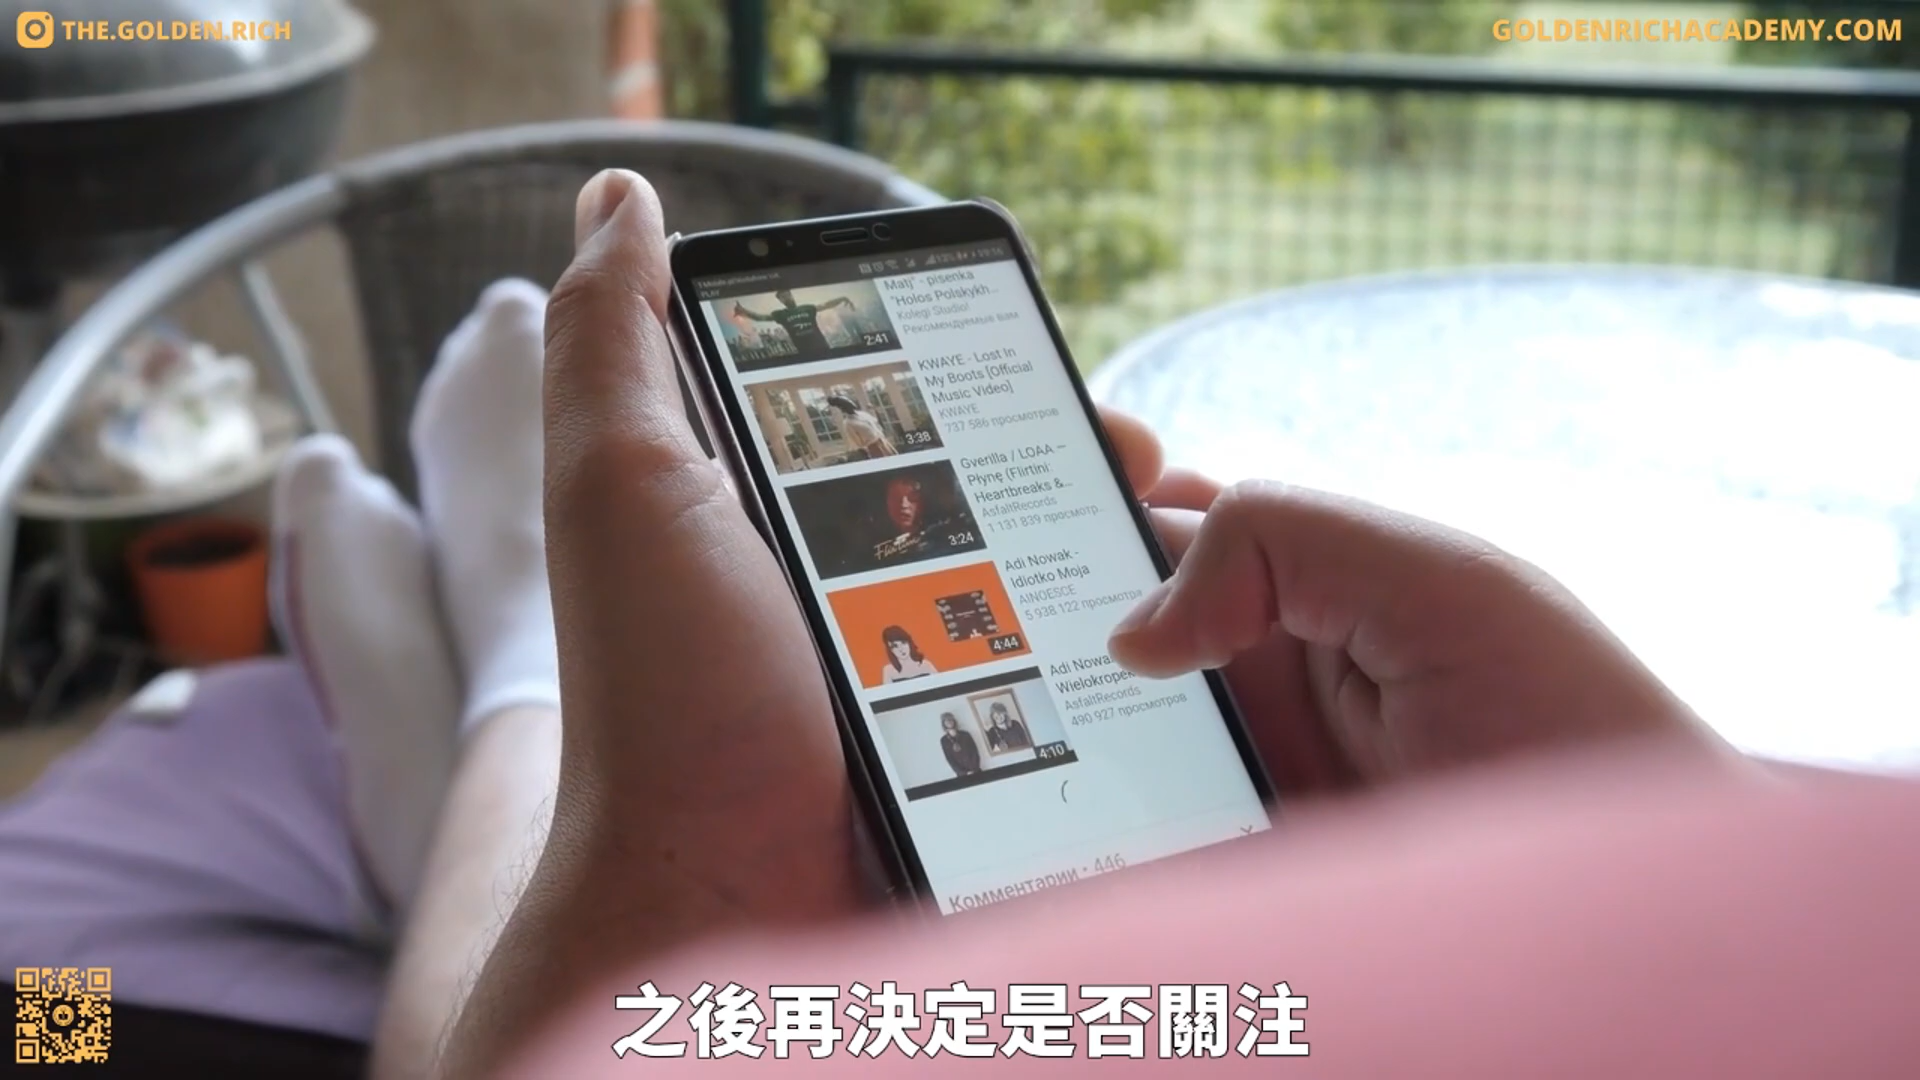 THE.GOLDEN.RICH
GOLDENRICHACADEMY.COM
PLAY
Matj" - pisenka
"Holos Polskykh...
Kolegi Studio!
Рекомендуемые вам
2:41
KWAYE - Lost In
My Boots [Official
Music Video]
KWAYE
737 586 просмотров
3:38
Gverilla / LOAA —
Płynę (Flirtini:
Heartbreaks &...
AsfaltRecords
1 131 839 просмотр...
3:24
Adi Nowak -
Idiotko Moja
AINOESCE
5 938 122 просмотра
4:44
Adi Nowa
Wielokropek
AsfaltRecords
490 927 просмотров
4:10
Комментарии • 446
之後再決定是否關注